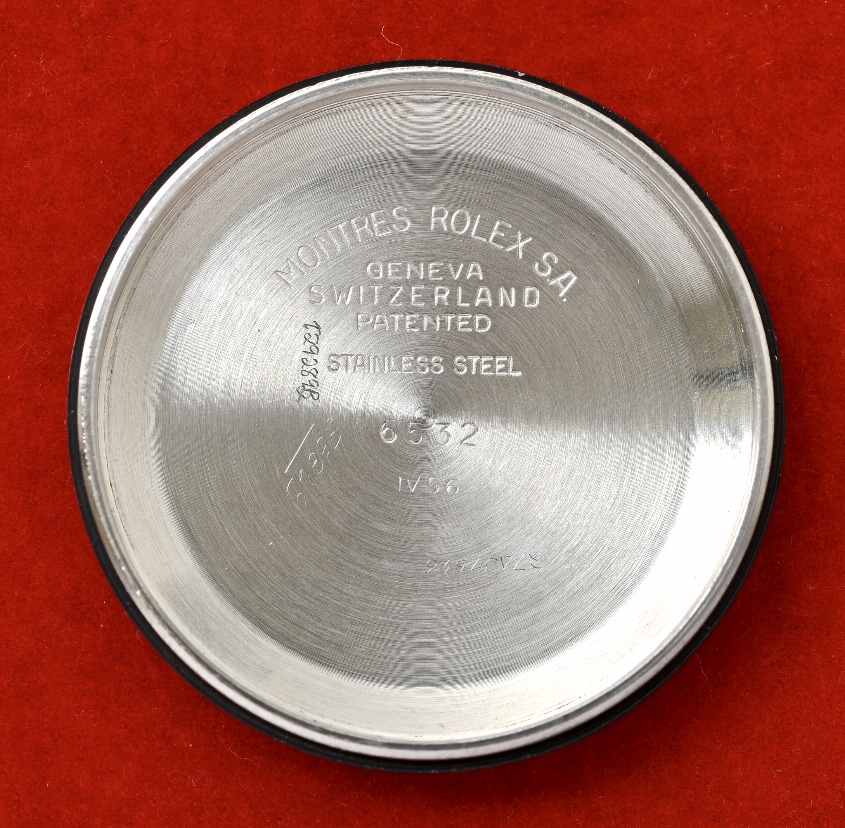 MONTRES ROLEX S.A.
GENEVA
SWITZERLAND
PATENTED
STAINLESS STEEL
6532
IV 56